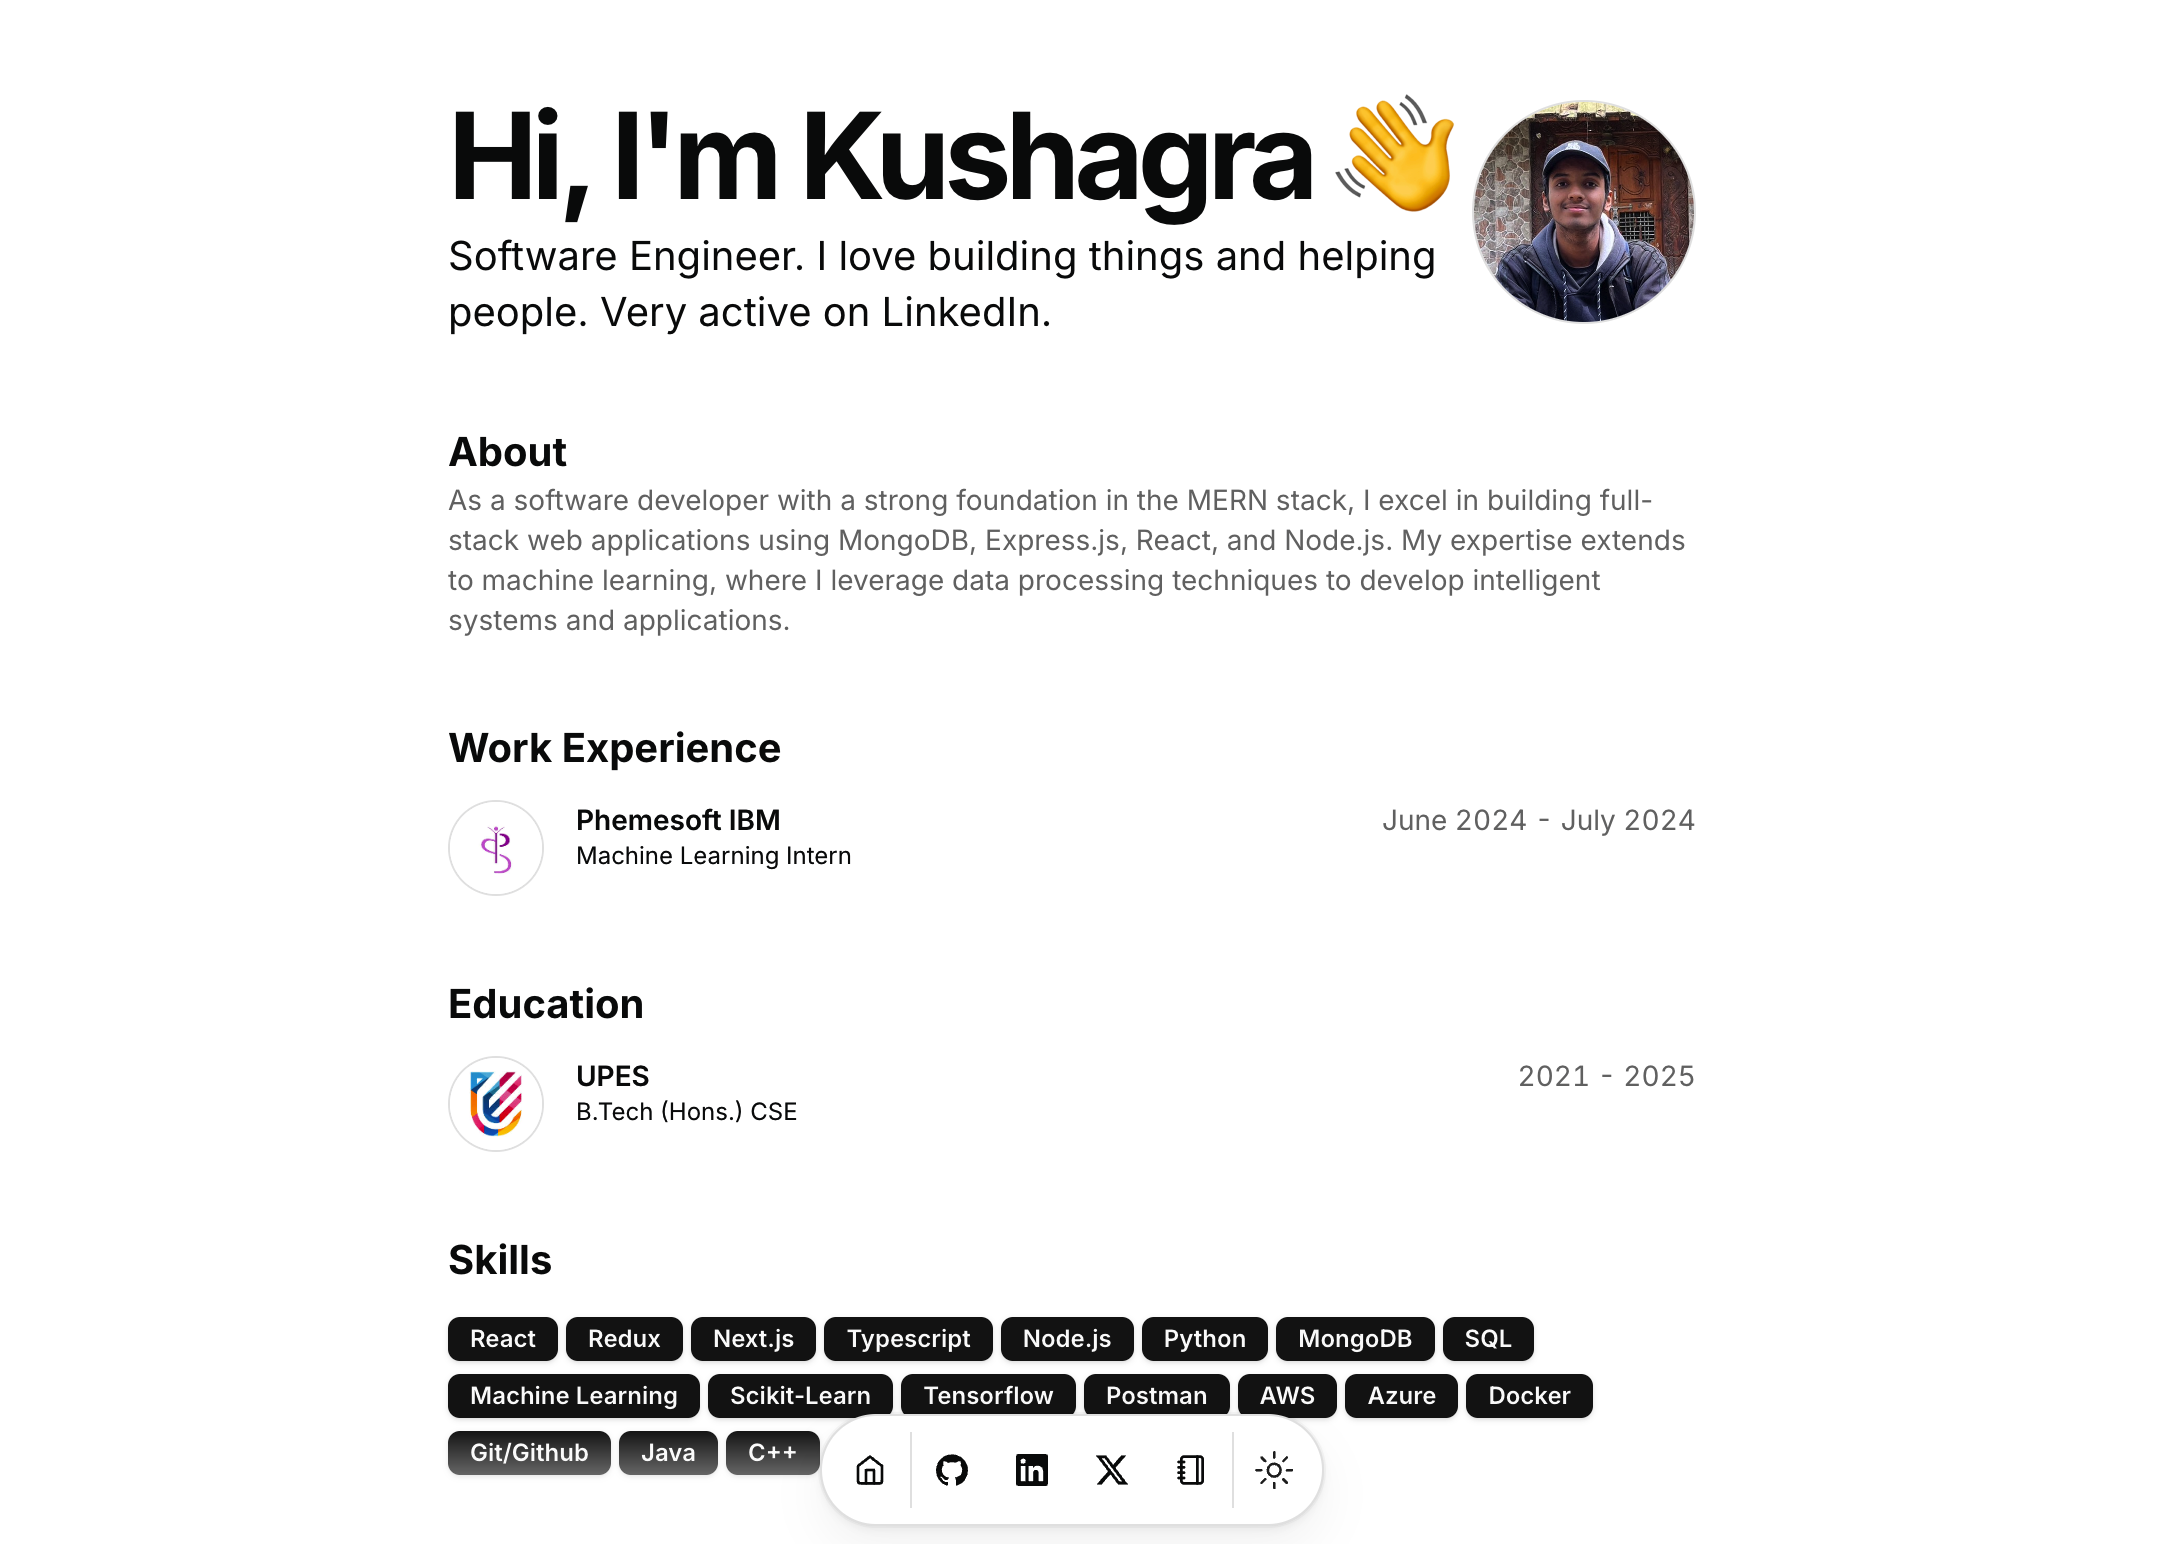 Hi, I'm Kushagra 👋
Software Engineer. I love building things and helping
people. Very active on LinkedIn.
About
As a software developer with a strong foundation in the MERN stack, I excel in building full-
stack web applications using MongoDB, Express.js, React, and Node.js. My expertise extends
to machine learning, where I leverage data processing techniques to develop intelligent
systems and applications.
Work Experience
Phemesoft IBM June 2024 - July 2024
Machine Learning Intern
Education
UPES 2021 - 2025
B.Tech (Hons.) CSE
Skills
React Redux Next.js Typescript Node.js Python MongoDB SQL
Machine Learning Scikit-Learn Tensorflow Postman AWS Azure Docker
Git/Github Java C++